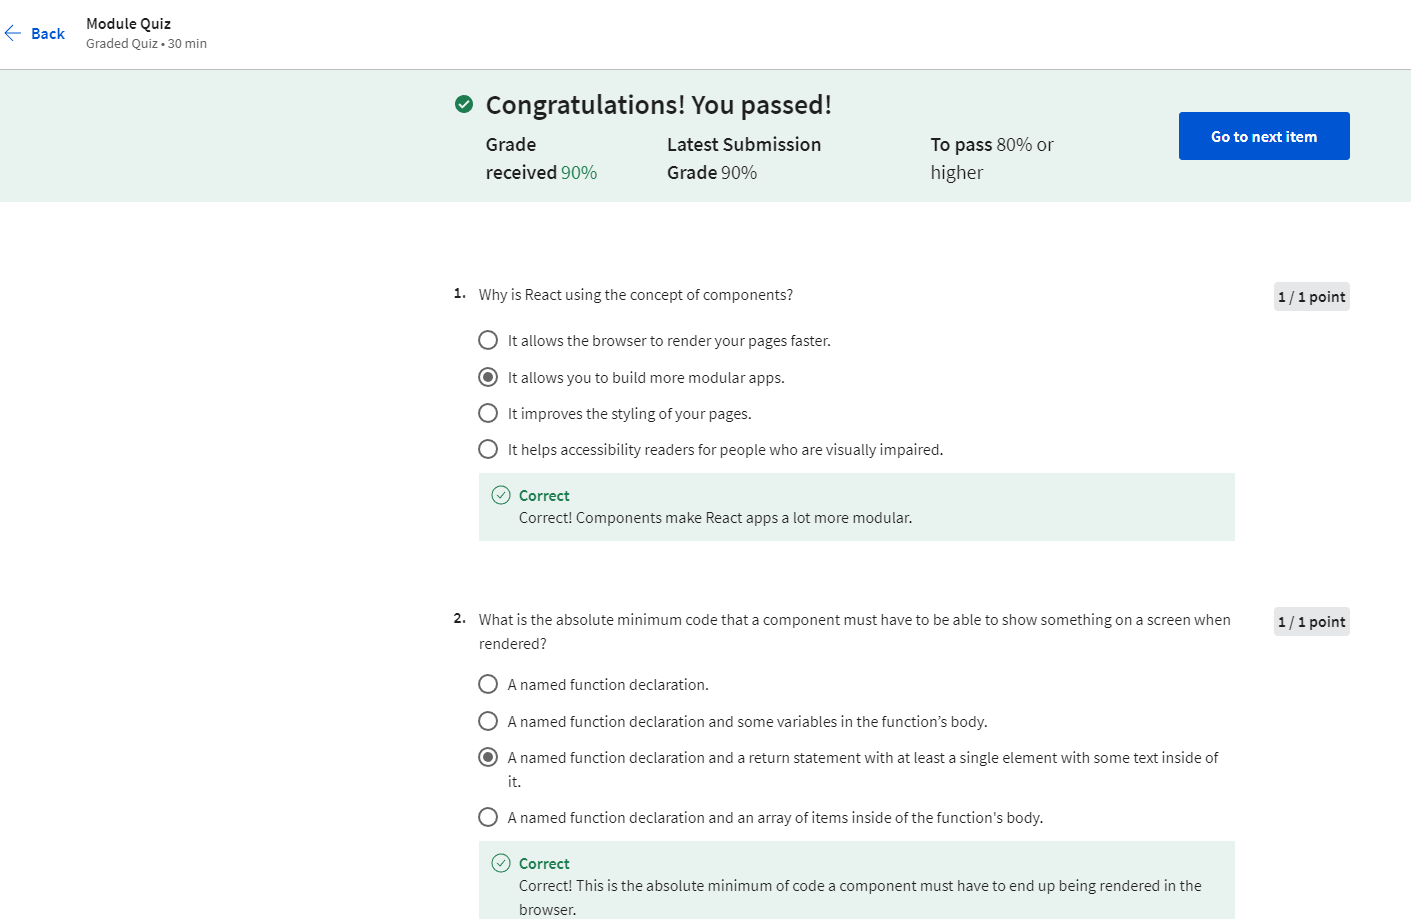 Back
Module Quiz
Graded Quiz • 30 min
Congratulations! You passed!
Grade
received 90%
Latest Submission
Grade 90%
To pass 80% or
higher
Go to next item
1. Why is React using the concept of components?
1 / 1 point
It allows the browser to render your pages faster.
It allows you to build more modular apps.
It improves the styling of your pages.
It helps accessibility readers for people who are visually impaired.
Correct
Correct! Components make React apps a lot more modular.
2. What is the absolute minimum code that a component must have to be able to show something on a screen when
rendered?
1 / 1 point
A named function declaration.
A named function declaration and some variables in the function’s body.
A named function declaration and a return statement with at least a single element with some text inside of
it.
A named function declaration and an array of items inside of the function's body.
Correct
Correct! This is the absolute minimum of code a component must have to end up being rendered in the
browser.